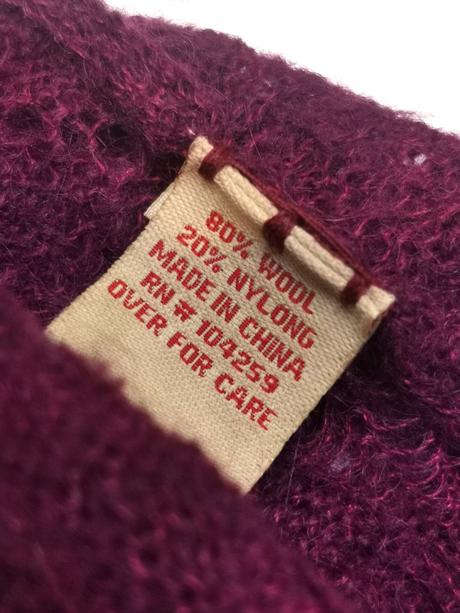 80% WOOL
20% NYLONG
MADE IN CHINA
RN # 104259
OVER FOR CARE